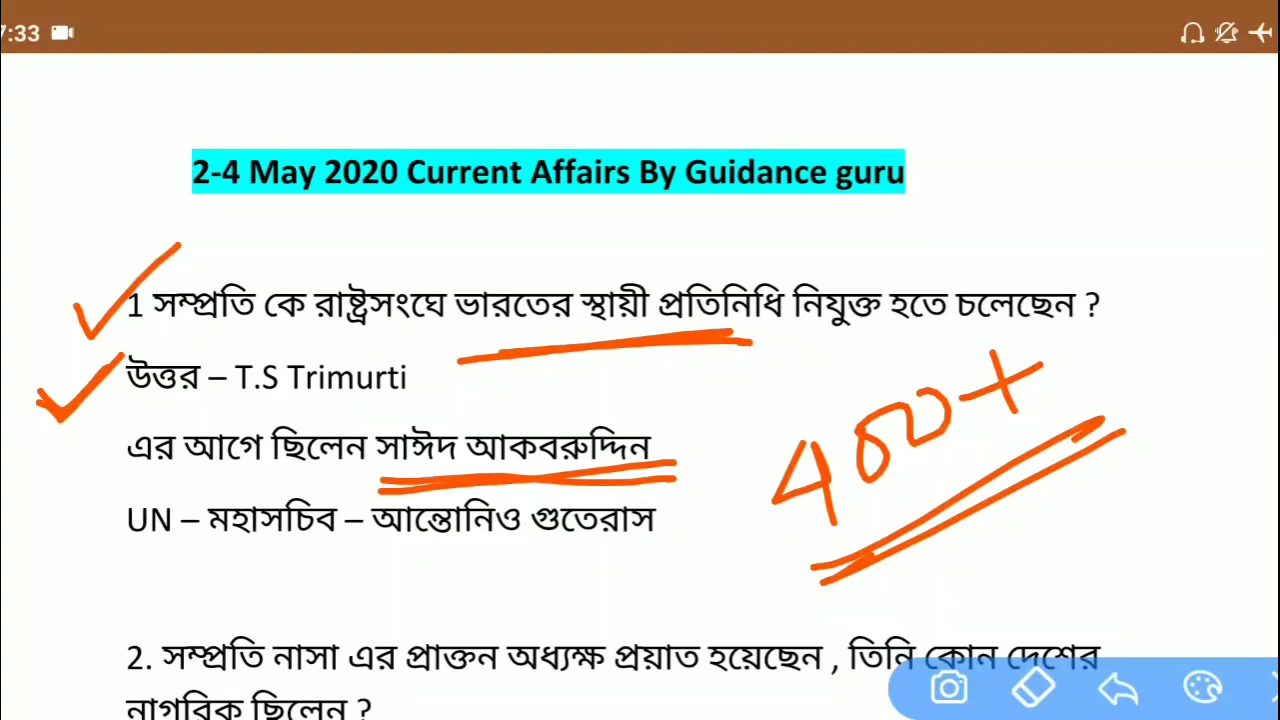 7:33
2-4 May 2020 Current Affairs By Guidance guru
1 সম্প্রতি কে রাষ্ট্রসংঘে ভারতের স্থায়ী প্রতিনিধি নিযুক্ত হতে চলেছেন ?
উত্তর – T.S Trimurti
এর আগে ছিলেন সাঈদ আকবরুদ্দিন
400+
UN – মহাসচিব – আন্তোনিও গুতেরাস
2. সম্প্রতি নাসা এর প্রাক্তন অধ্যক্ষ প্রয়াত হয়েছেন , তিনি কোন দেশের
নাগরিক ছিলেন ?